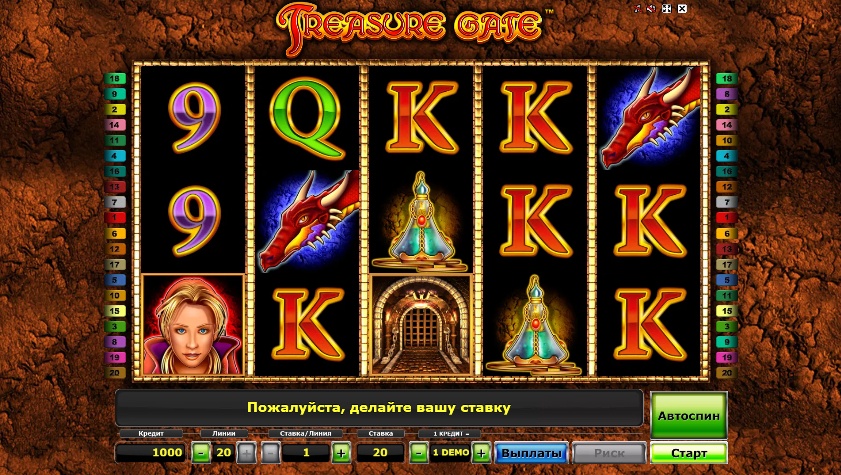 TREASURE GATE™
18 18
9 Q K K 8
9 2
2 14
14 10
11 4
4 16
16 12
13 7
7 9 K K
1 1
6 6
12 13
17 17
5 5
10 K K 11
15 15
3 3
8 8
19 19
20 20
Пожалуйста, делайте вашу ставку
Автоспин
Кредит Линии Ставка/Линия Ставка 1 КРЕДИТ =
1000 - 20 + - 1 + 20 - 1 DEMO + Выплаты Риск Старт